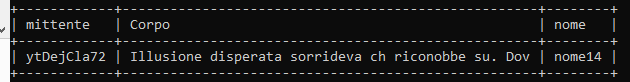 mittente Corpo nome
ytDejCla72 Illusione disperata sorrideva ch riconobbe su. Dov nome14